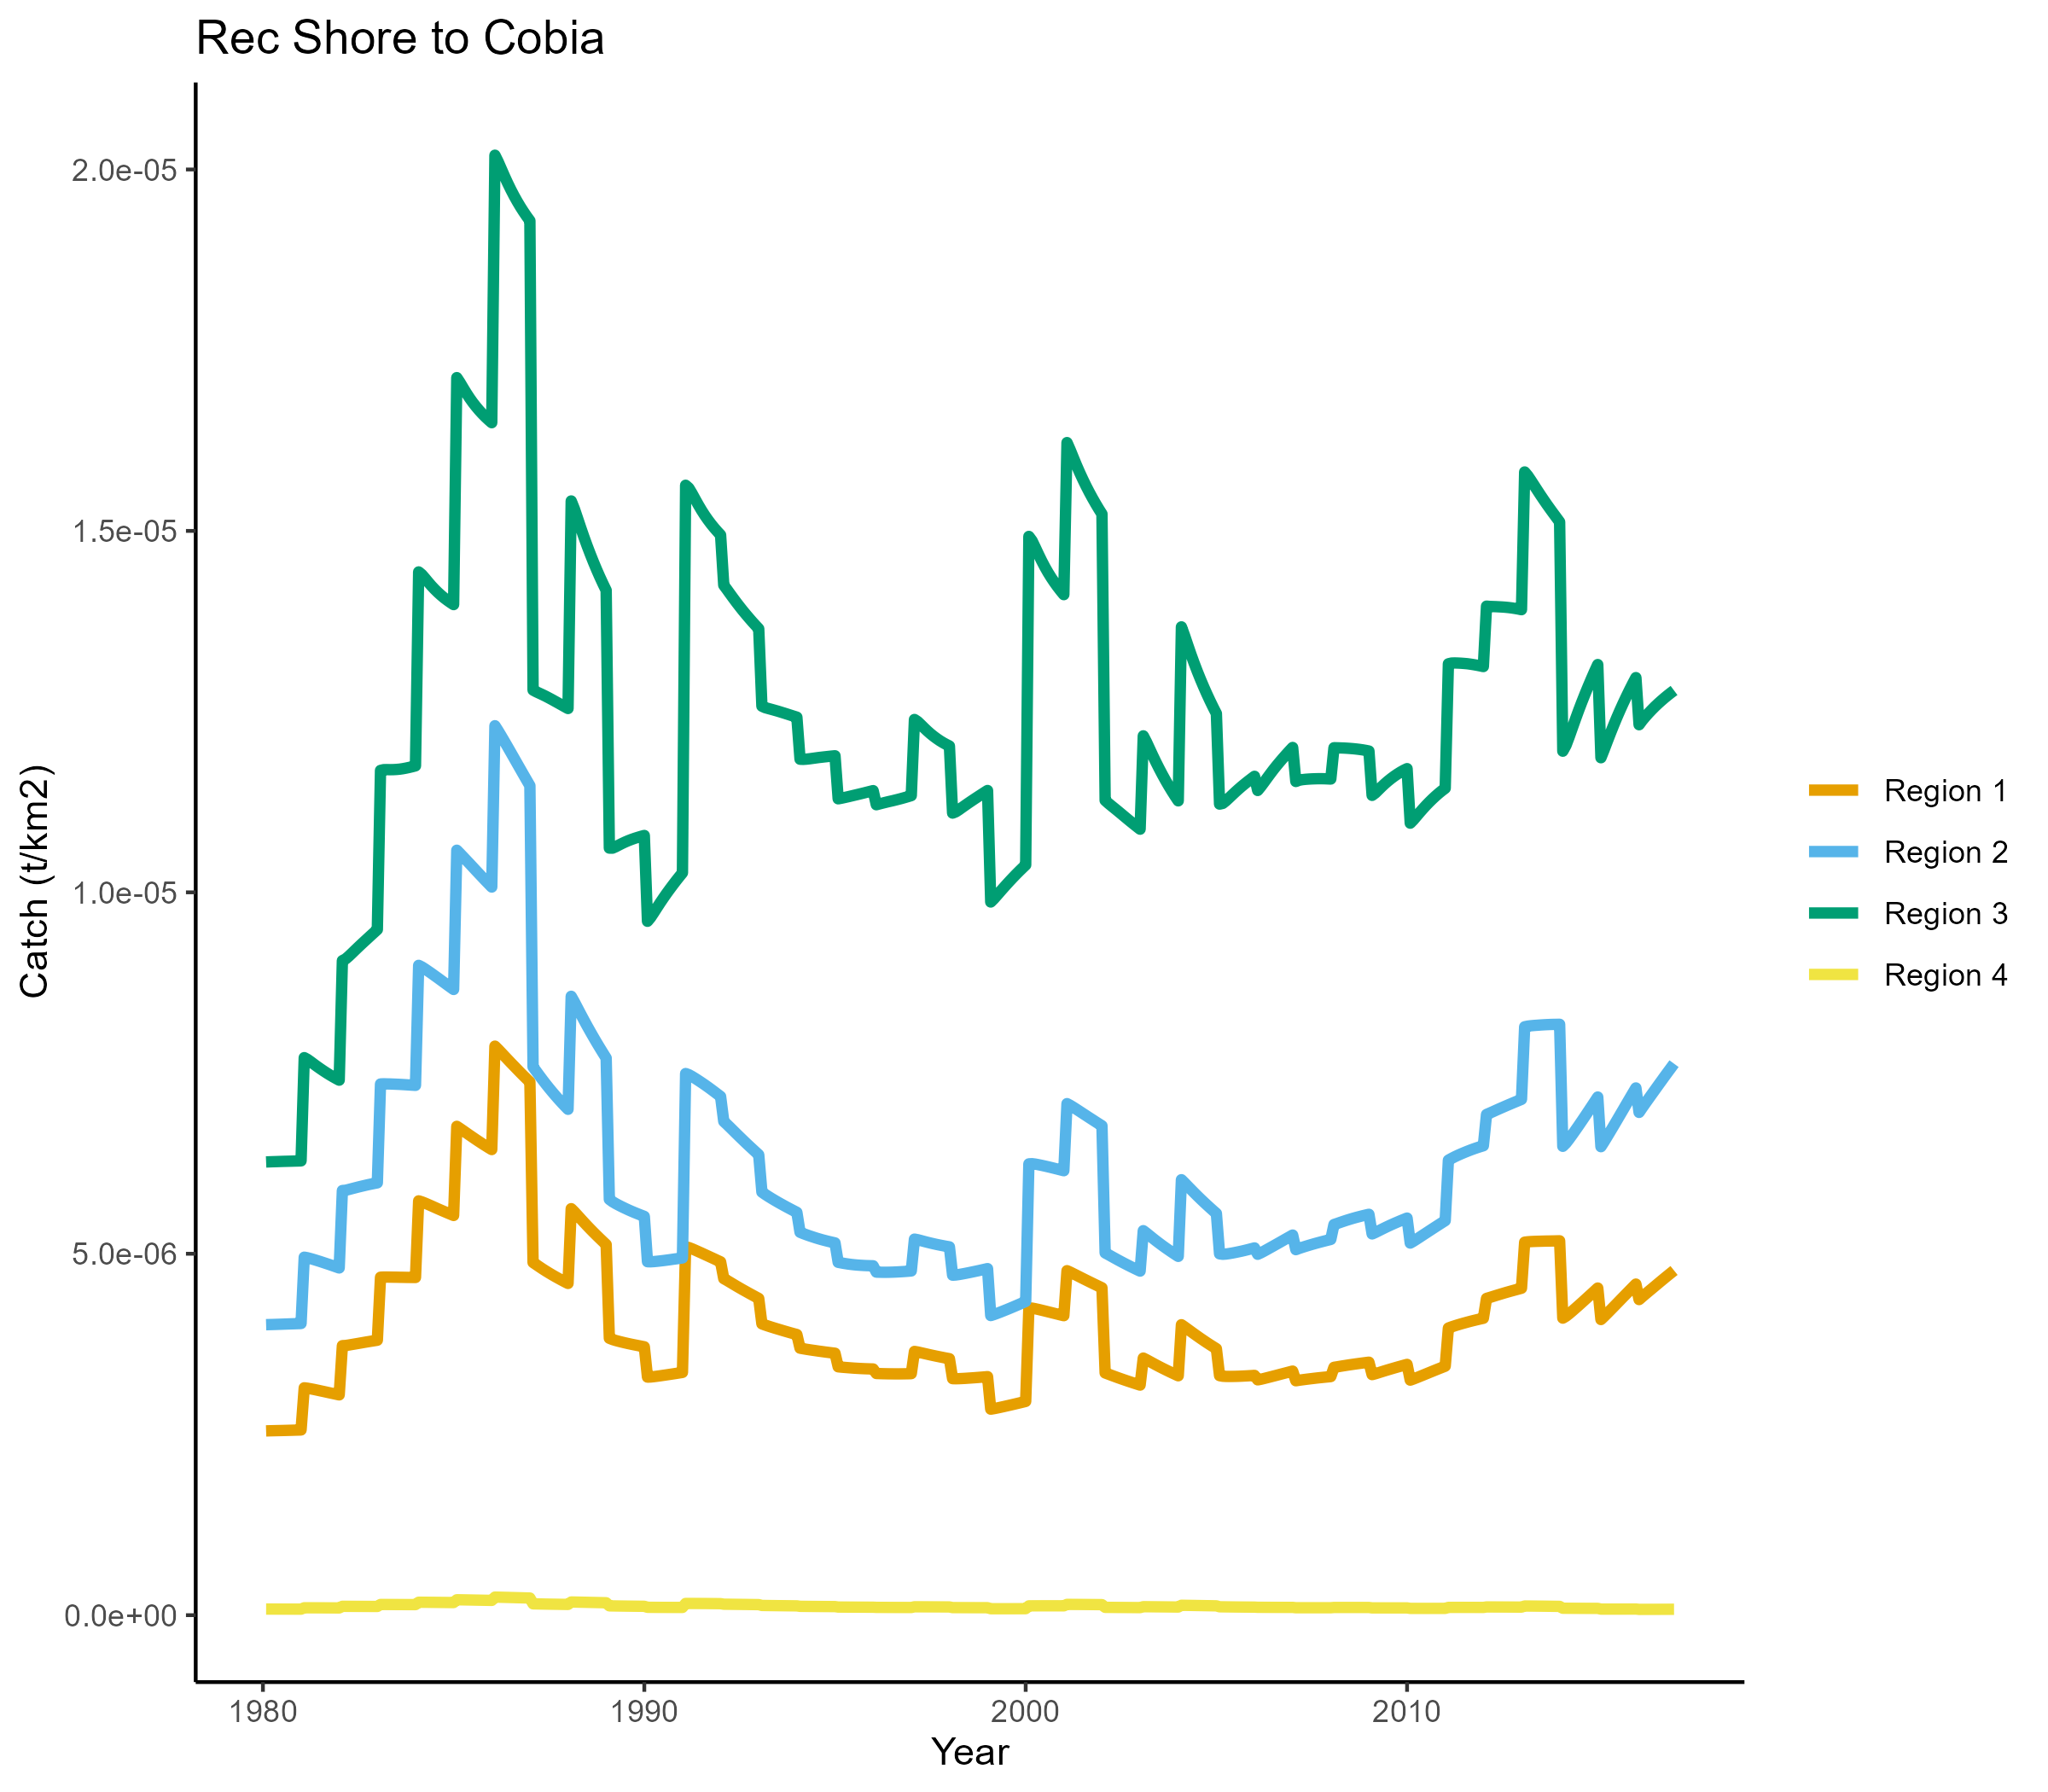 Rec Shore to Cobia
Catch (t/km2)
2.0e-05
1.5e-05
1.0e-05
5.0e-06
0.0e+00
1980
1990
2000
2010
Year
Region 1
Region 2
Region 3
Region 4